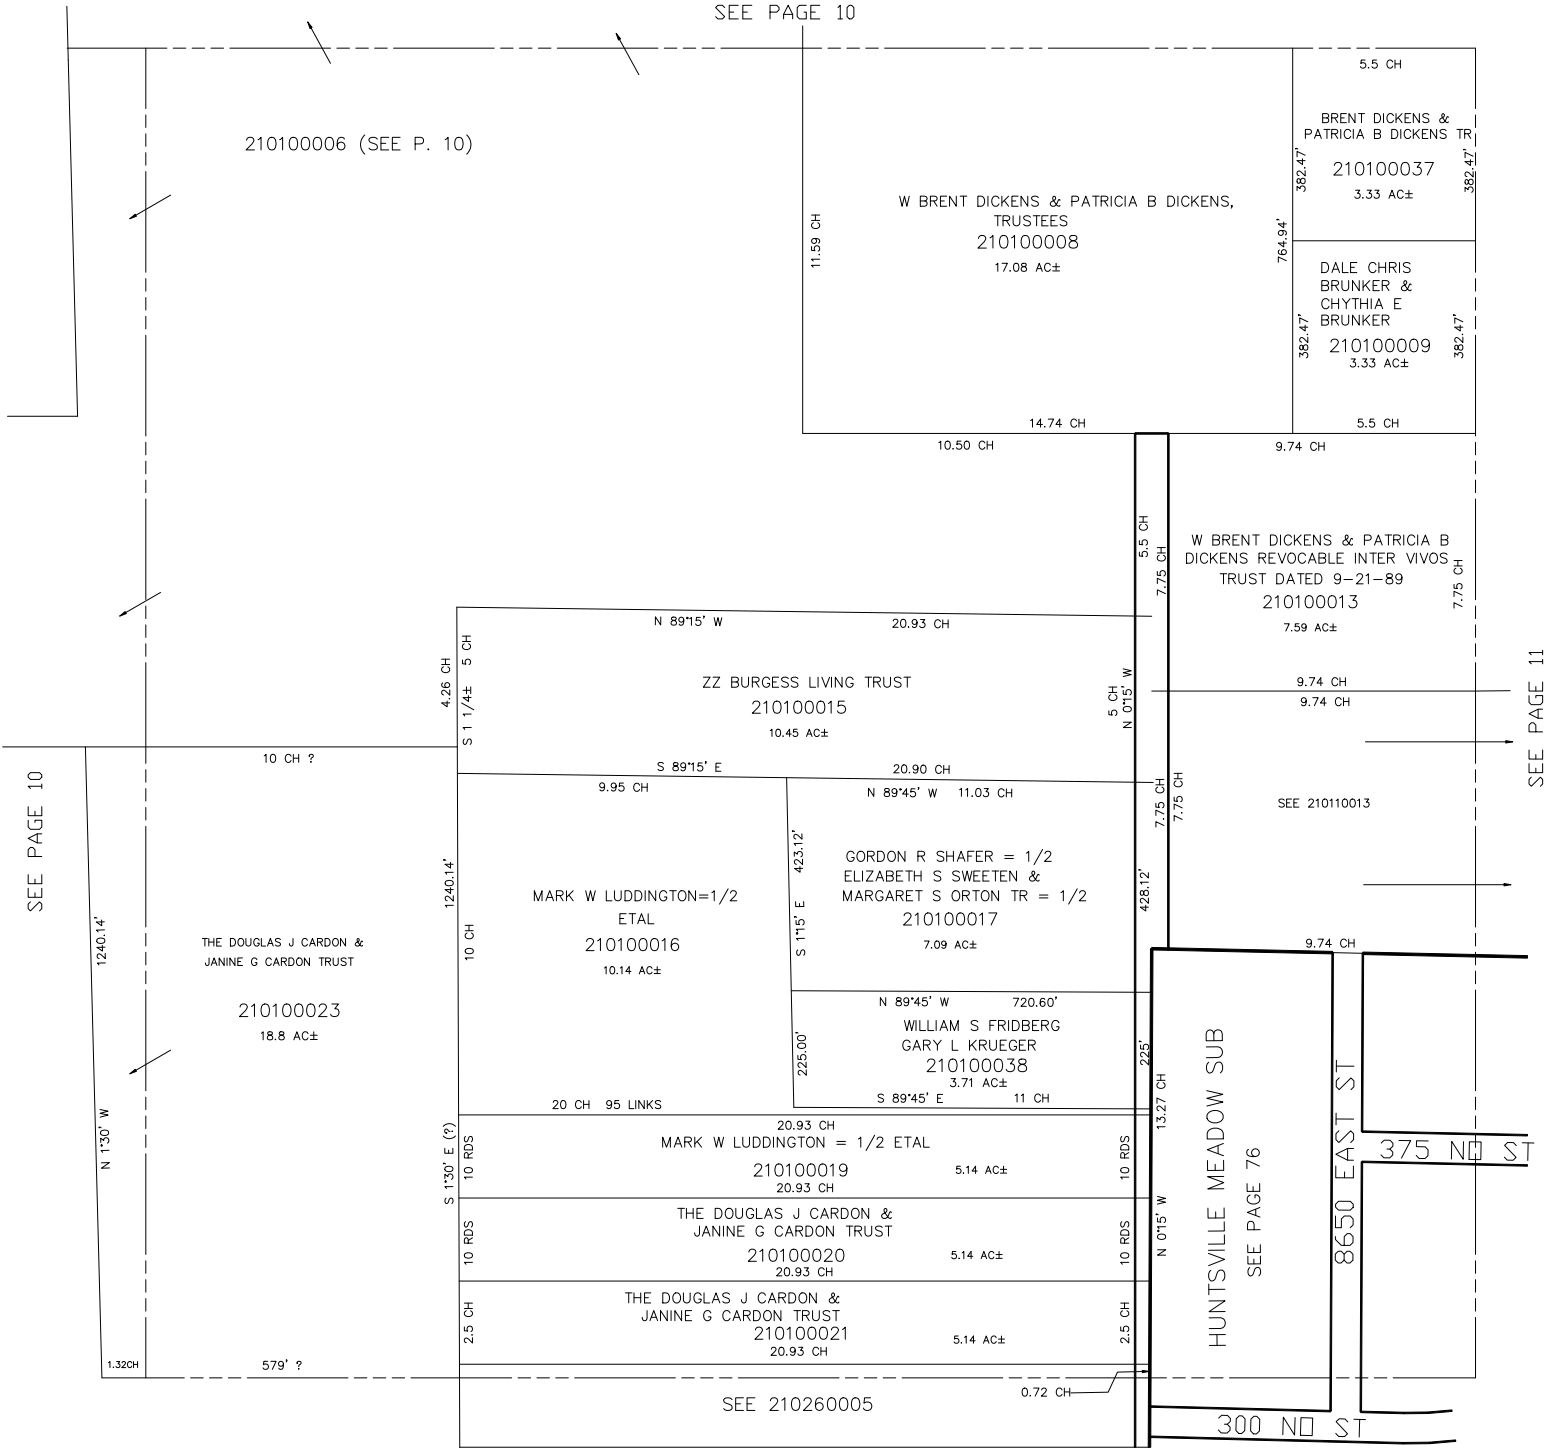 SEE PAGE 10
5.5 CH
210100006 (SEE P. 10)
BRENT DICKENS &
PATRICIA B DICKENS TR
382.47'
382.47'
210100037
3.33 AC±
W BRENT DICKENS & PATRICIA B DICKENS,
TRUSTEES
210100008
17.08 AC±
11.59 CH
764.94'
DALE CHRIS
BRUNKER &
CHYTHIA E
BRUNKER
210100009
3.33 AC±
382.47'
382.47'
14.74 CH
5.5 CH
10.50 CH
9.74 CH
5.5 CH
7.75 CH
W BRENT DICKENS & PATRICIA B
DICKENS REVOCABLE INTER VIVOS
TRUST DATED 9-21-89
210100013
7.59 AC±
7.75 CH
N 89°15' W
20.93 CH
4.26 CH
5 CH
S 1 1/4±
ZZ BURGESS LIVING TRUST
210100015
10.45 AC±
5 CH
N 0°15' W
9.74 CH
9.74 CH
SEE PAGE 11
S 89°15' E
20.90 CH
10 CH ?
9.95 CH
N 89°45' W 11.03 CH
7.75 CH
7.75 CH
SEE 210110013
SEE PAGE 10
1240.14'
423.12'
S 1°15' E
GORDON R SHAFER = 1/2
ELIZABETH S SWEETEN &
MARGARET S ORTON TR = 1/2
210100017
7.09 AC±
428.12'
MARK W LUDDINGTON=1/2
ETAL
210100016
10.14 AC±
10 CH
1240.14'
THE DOUGLAS J CARDON &
JANINE G CARDON TRUST
210100023
18.8 AC±
9.74 CH
N 89°45' W
720.60'
WILLIAM S FRIDBERG
GARY L KRUEGER
210100038
3.71 AC±
225.00'
225'
S 89°45' E
11 CH
13.27 CH
N 0°15' W
20 CH 95 LINKS
N 1°30' W
S 1°30' E (?)
20.93 CH
MARK W LUDDINGTON = 1/2 ETAL
210100019
5.14 AC±
20.93 CH
10 RDS
10 RDS
THE DOUGLAS J CARDON &
JANINE G CARDON TRUST
210100020
5.14 AC±
20.93 CH
10 RDS
10 RDS
THE DOUGLAS J CARDON &
JANINE G CARDON TRUST
210100021
5.14 AC±
20.93 CH
2.5 CH
2.5 CH
HUNTSVILLE MEADOW SUB
SEE PAGE 76
8650 EAST ST
375 NO ST
1.32CH
579' ?
0.72 CH
SEE 210260005
300 NO ST